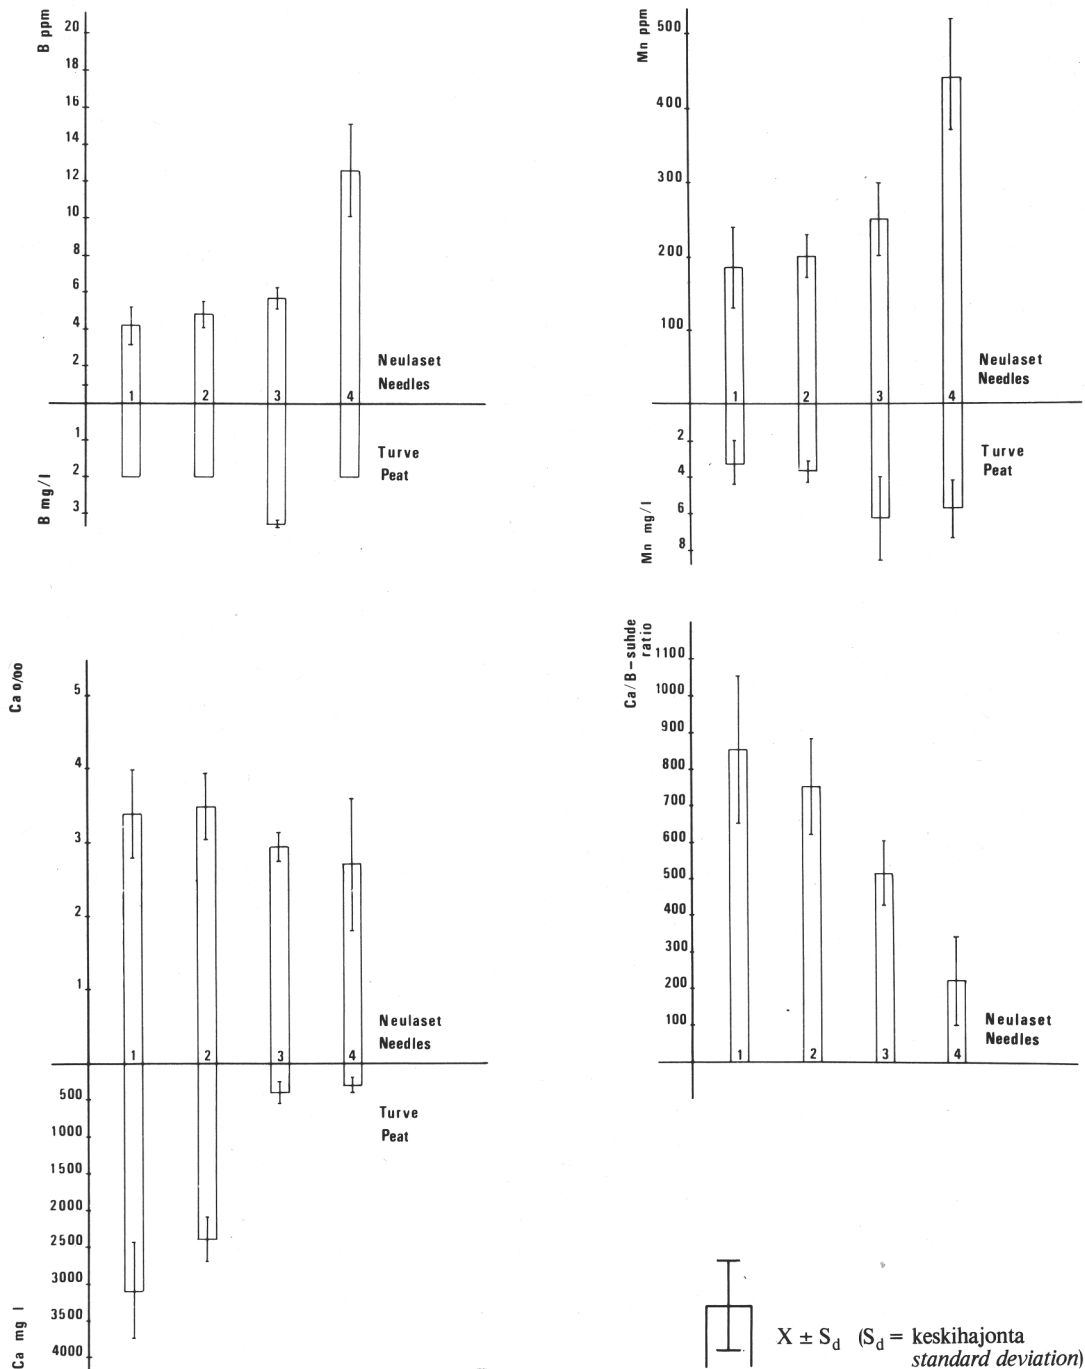 B ppm
20
18
16
14
12
10
8
6
4
2
Neulaset
Needles
1 2 3 4
1
2
3
B mg/l
Turve
Peat
Mn ppm
500
400
300
200
100
Neulaset
Needles
1 2 3 4
2
4
6
8
Mn mg/l
Turve
Peat
Ca o/oo
5
4
3
2
1
Neulaset
Needles
1 2 3 4
500
1000
1500
2000
2500
3000
3500
4000
Ca mg l
Turve
Peat
Ca/B-suhde
ratio
1100
1000
900
800
700
600
500
400
300
200
100
Neulaset
Needles
1 2 3 4
X ± Sd (Sd = keskihajonta
standard deviation)